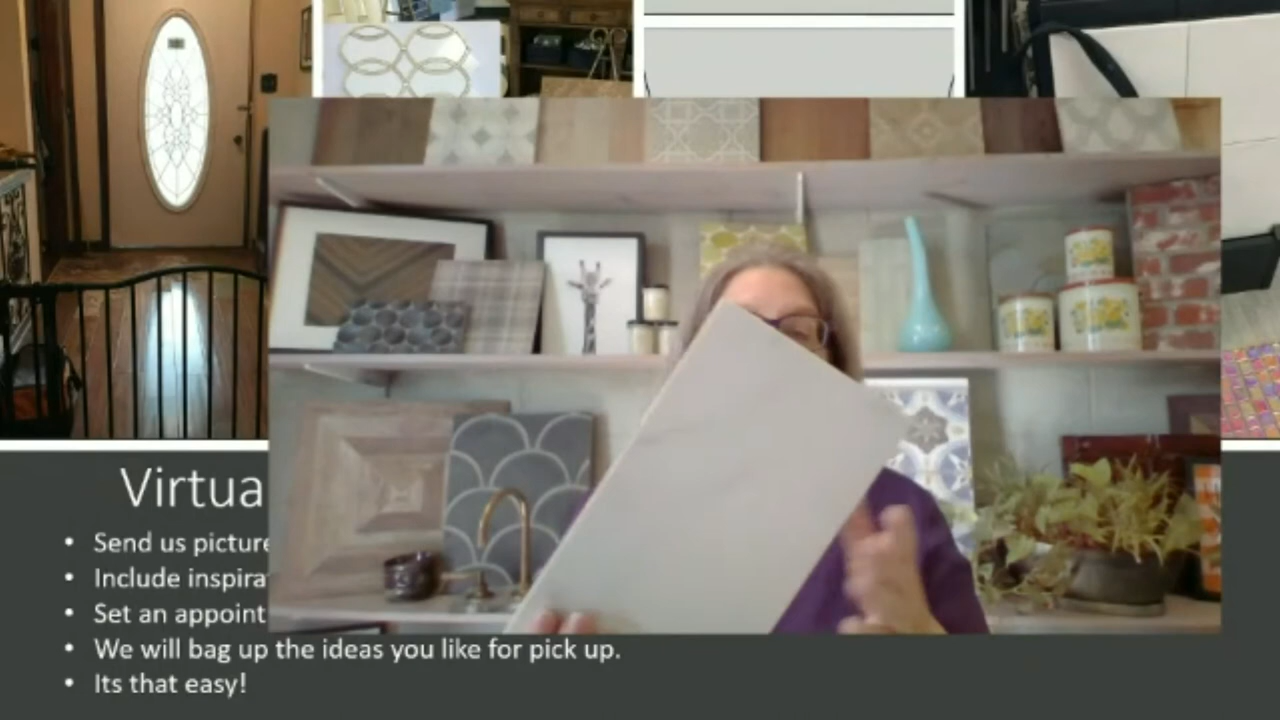 Virtua
• Send us picture
• Include inspira
• Set an appoint
• We will bag up the ideas you like for pick up.
• Its that easy!